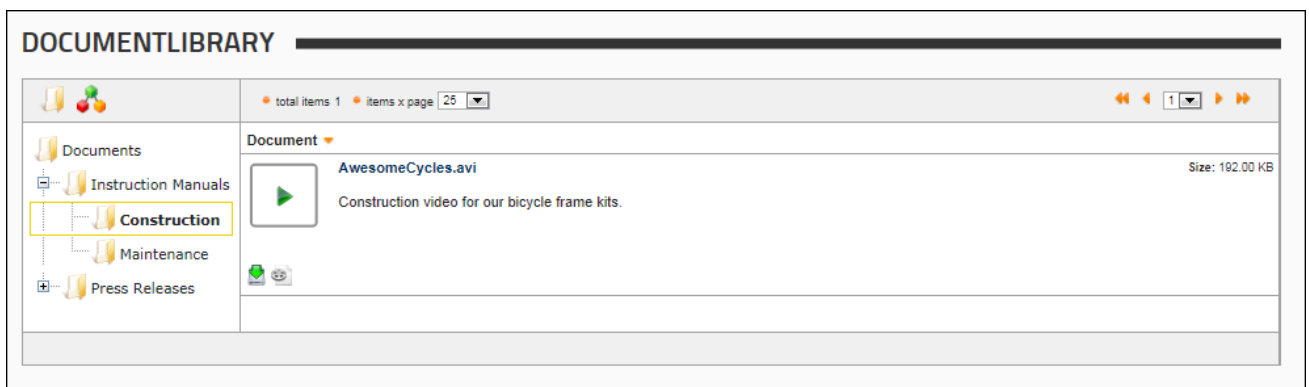 DOCUMENTLIBRARY
total items 1 items x page 25 1
Documents
Instruction Manuals
Construction
Maintenance
Press Releases
Document
AwesomeCycles.avi Size: 192.00 KB
Construction video for our bicycle frame kits.